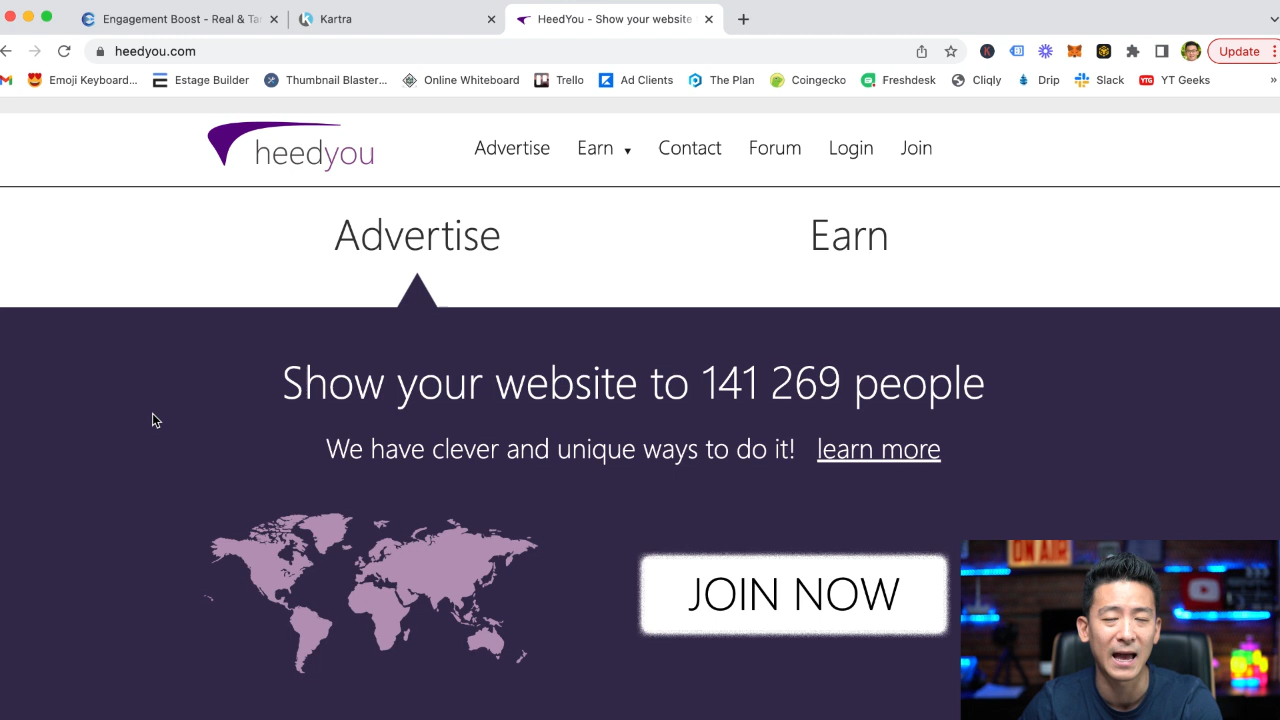 Engagement Boost - Real & Ta
Kartra
HeedYou - Show your website
heedyou.com
Update
Emoji Keyboard... Estage Builder Thumbnail Blaster... Online Whiteboard Trello Ad Clients The Plan Coingecko Freshdesk Cliqly Drip Slack YT Geeks »
heedyou
Advertise Earn ▾ Contact Forum Login Join
Advertise Earn
Show your website to 141 269 people
We have clever and unique ways to do it! learn more
JOIN NOW
ON AIR